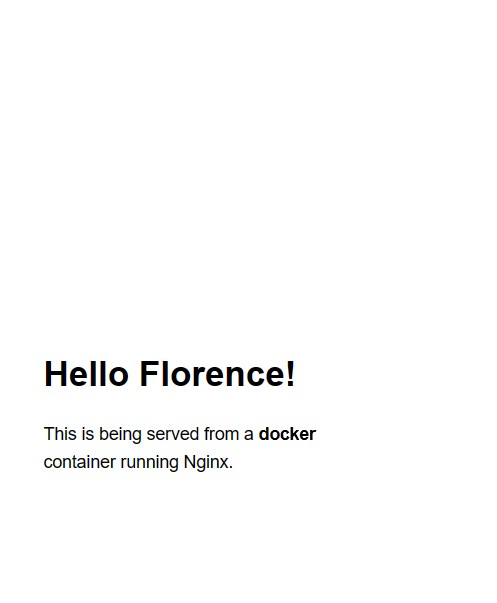 Hello Florence!
This is being served from a docker
container running Nginx.